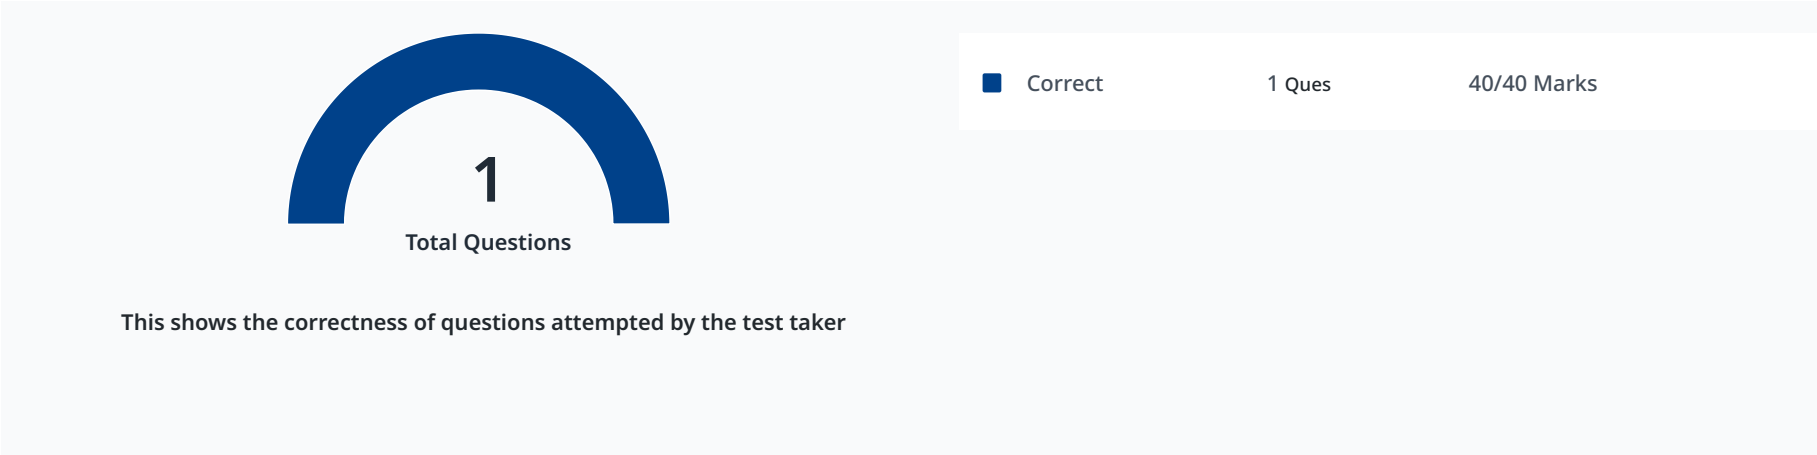 1
Total Questions
This shows the correctness of questions attempted by the test taker
Correct 1 Ques 40/40 Marks